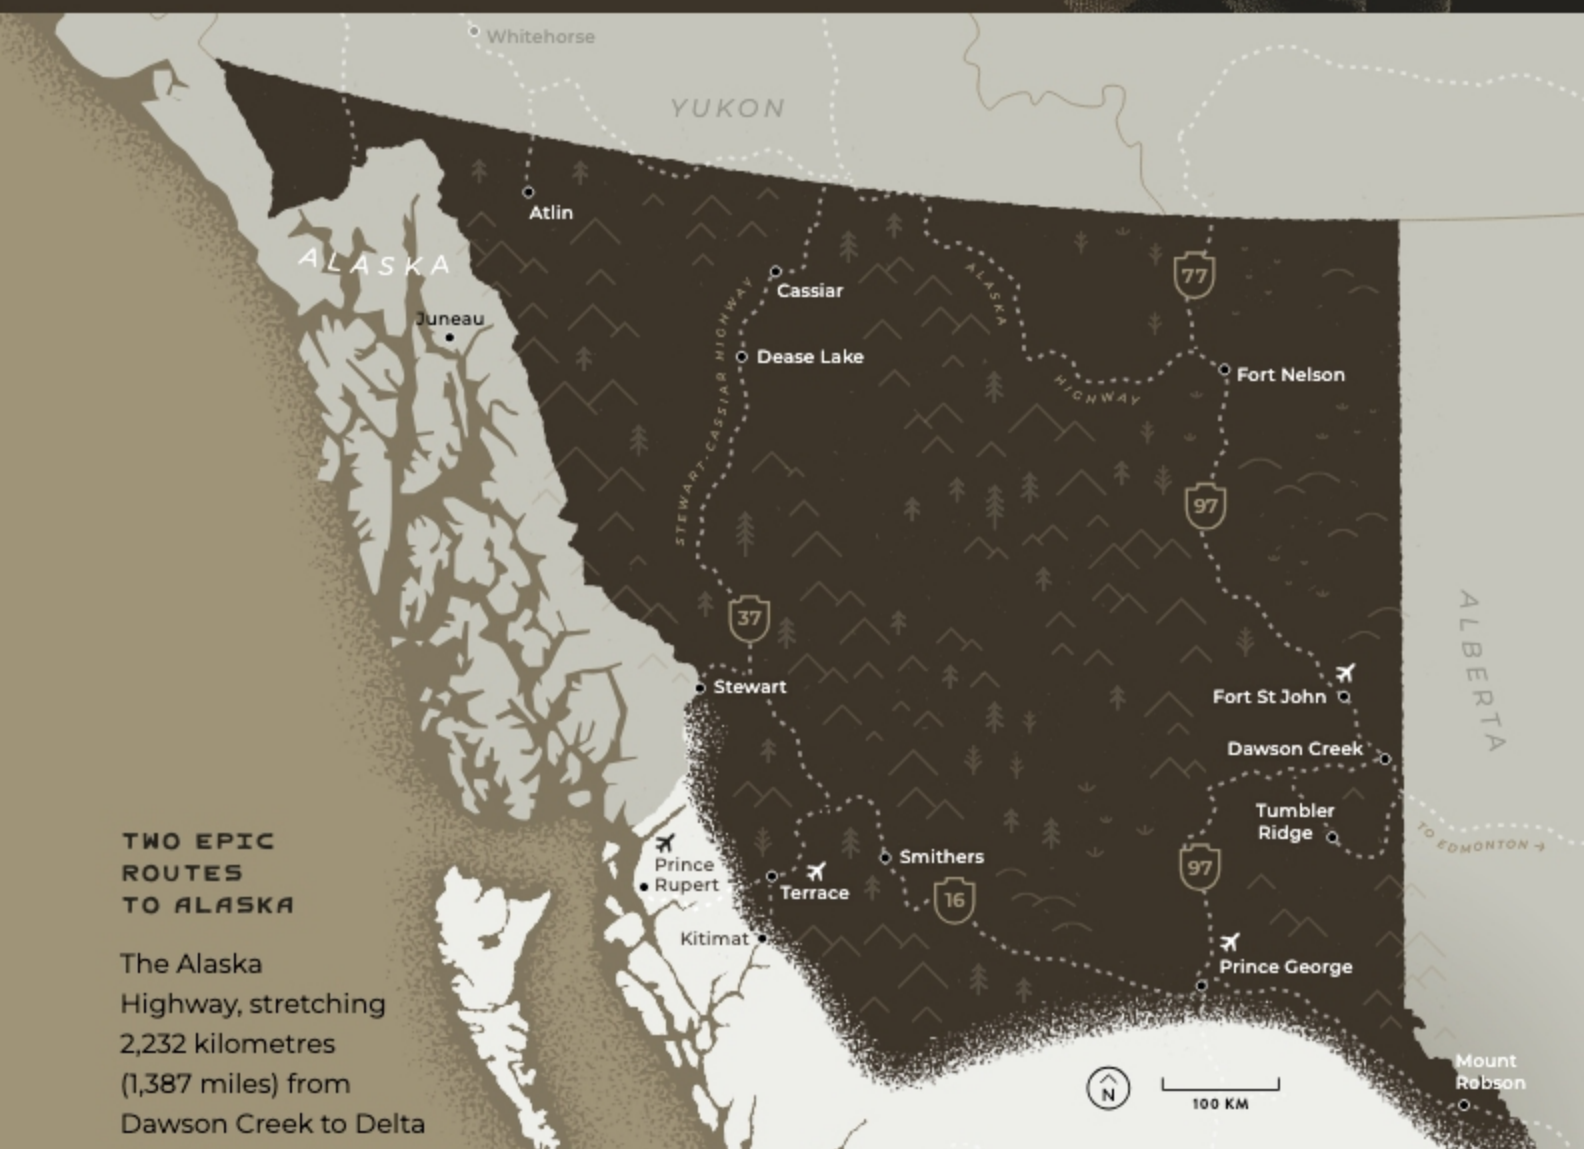 Whitehorse
YUKON
Atlin
ALASKA
Juneau
Cassiar
STEWART-CASSIAR HIGHWAY
Dease Lake
ALASKA
HIGHWAY
77
Fort Nelson
97
37
Stewart
ALBERTA
Fort St John
Dawson Creek
Tumbler
Ridge
TO EDMONTON →
97
Prince
Rupert
Terrace
Smithers
16
Kitimat
Prince George
Mount
Robson
N
100 KM
TWO EPIC
ROUTES
TO ALASKA
The Alaska
Highway, stretching
2,232 kilometres
(1,387 miles) from
Dawson Creek to Delta